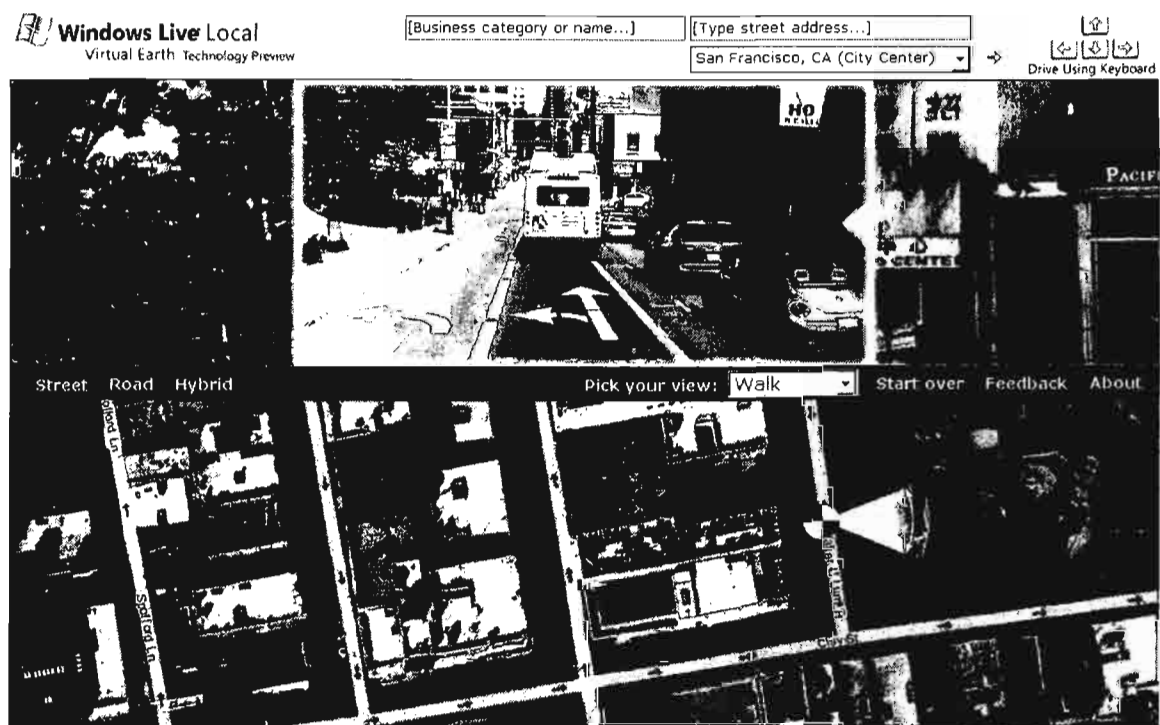 Windows Live Local
Virtual Earth Technology Preview
[Business category or name...]
[Type street address...]
San Francisco, CA (City Center)
Drive Using Keyboard
HO
PACIFI
CENTE
Street Road Hybrid
Pick your view: Walk
Start over Feedback About
Spofford Ln